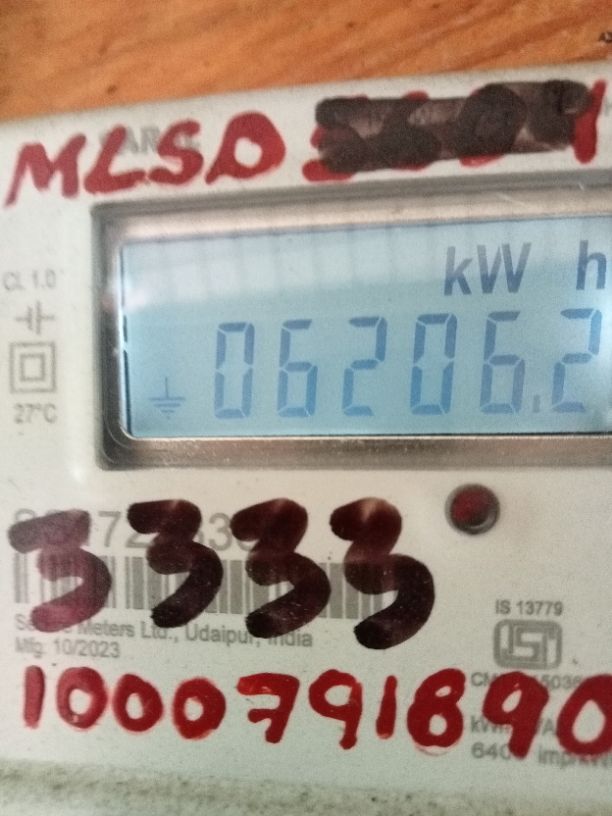 MLSD
Cl. 1.0
kW h
06206.2
27°C
3333
Secure Meters Ltd., Udaipur, India
Mfg: 10/2023
IS 13779
1000791890